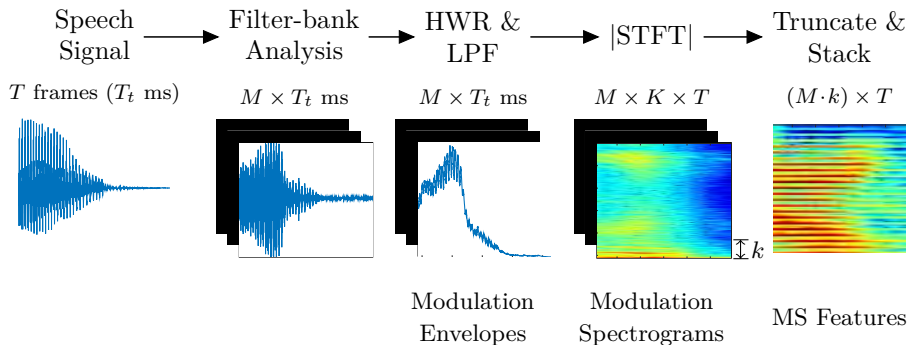 Speech Signal
Filter-bank Analysis
HWR & LPF
|STFT|
Truncate & Stack
T frames (T_t ms)
M × T_t ms
M × T_t ms
M × K × T
(M·k) × T
k
Modulation Envelopes
Modulation Spectrograms
MS Features